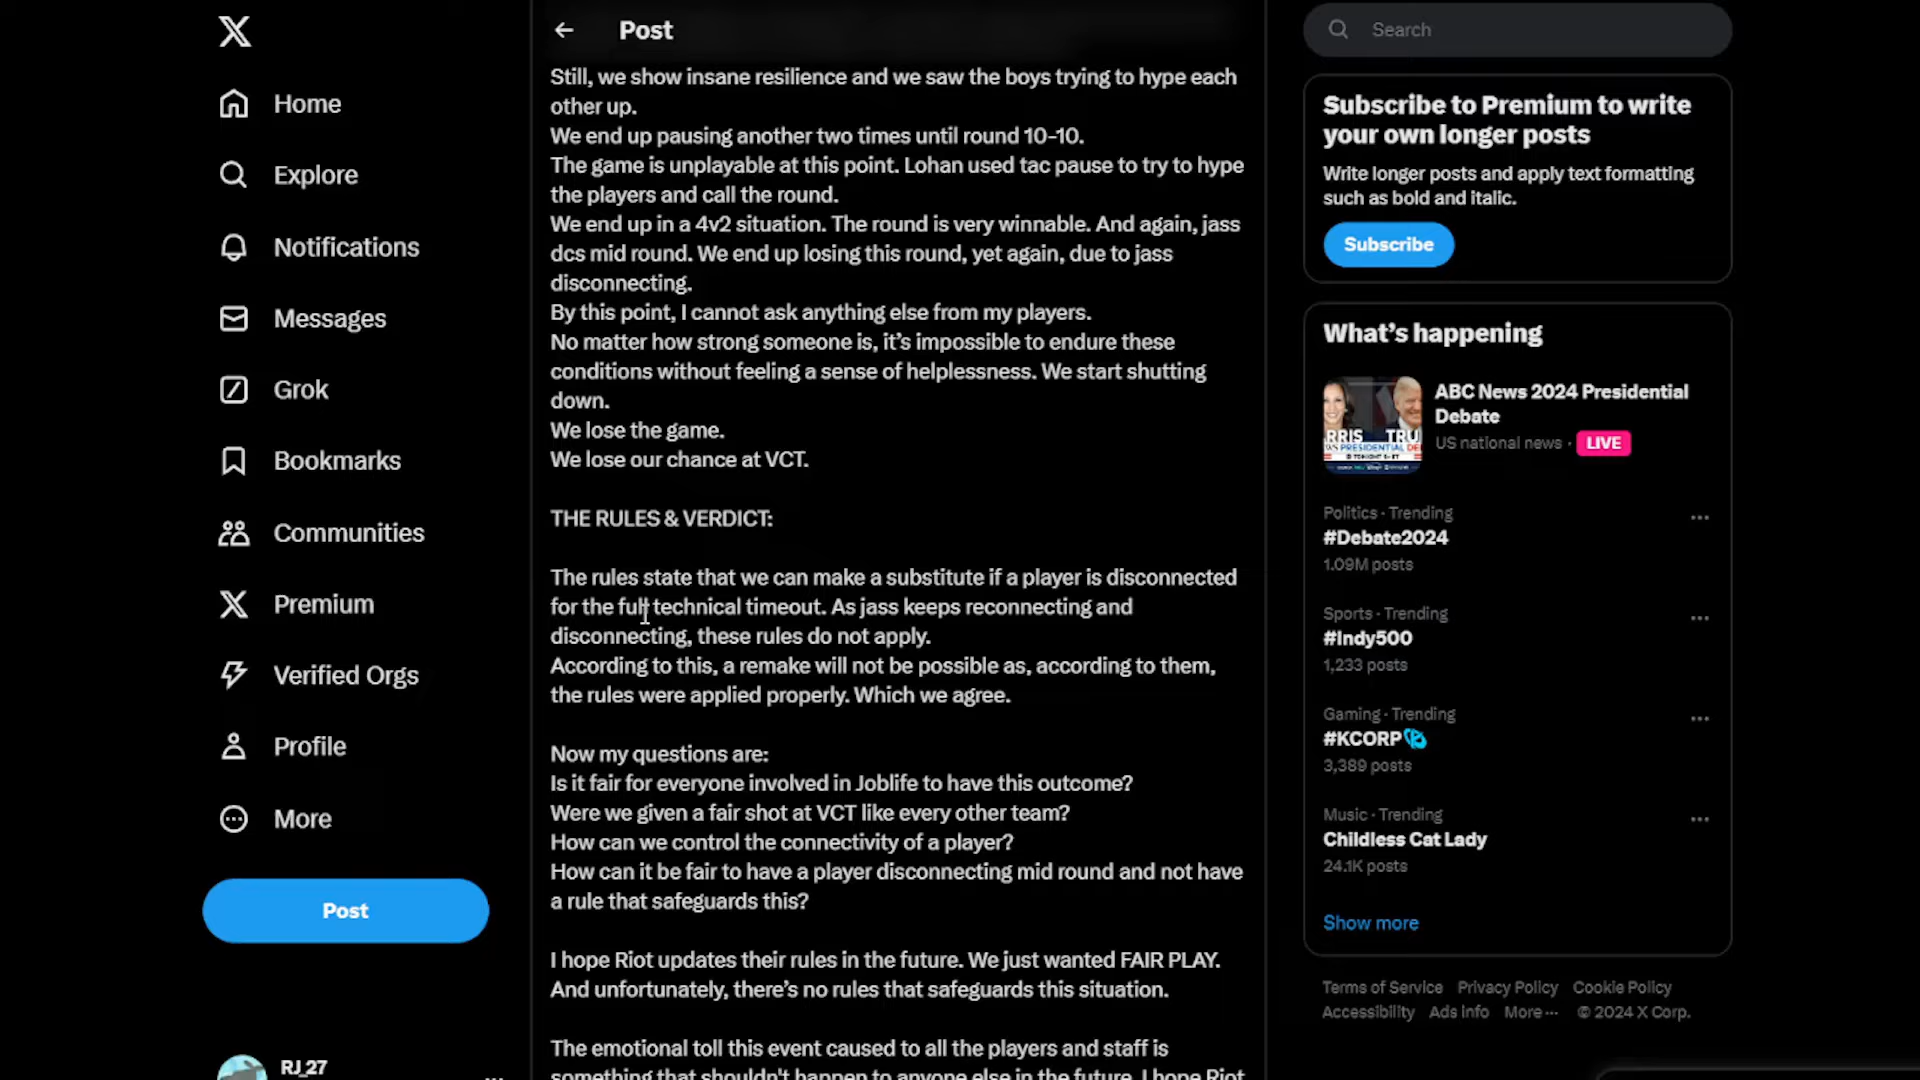 Home
Explore
Notifications
Messages
Grok
Bookmarks
Communities
Premium
Verified Orgs
Profile
More
Post
RJ_27
Post
Still, we show insane resilience and we saw the boys trying to hype each
other up.
We end up pausing another two times until round 10-10.
The game is unplayable at this point. Lohan used tac pause to try to hype
the players and call the round.
We end up in a 4v2 situation. The round is very winnable. And again, jass
dcs mid round. We end up losing this round, yet again, due to jass
disconnecting.
By this point, I cannot ask anything else from my players.
No matter how strong someone is, it's impossible to endure these
conditions without feeling a sense of helplessness. We start shutting
down.
We lose the game.
We lose our chance at VCT.
THE RULES & VERDICT:
The rules state that we can make a substitute if a player is disconnected
for the full technical timeout. As jass keeps reconnecting and
disconnecting, these rules do not apply.
According to this, a remake will not be possible as, according to them,
the rules were applied properly. Which we agree.
Now my questions are:
Is it fair for everyone involved in Joblife to have this outcome?
Were we given a fair shot at VCT like every other team?
How can we control the connectivity of a player?
How can it be fair to have a player disconnecting mid round and not have
a rule that safeguards this?
I hope Riot updates their rules in the future. We just wanted FAIR PLAY.
And unfortunately, there's no rules that safeguards this situation.
The emotional toll this event caused to all the players and staff is
something that shouldn't happen to anyone else in the future. I hope Riot
Search
Subscribe to Premium to write
your own longer posts
Write longer posts and apply text formatting
such as bold and italic.
Subscribe
What's happening
ABC News 2024 Presidential
Debate
US national news · LIVE
RRIS TRU
PRESIDENTIAL DE
Politics · Trending
#Debate2024
1.09M posts
Sports · Trending
#Indy500
1,233 posts
Gaming · Trending
#KCORP
3,389 posts
Music · Trending
Childless Cat Lady
24.1K posts
Show more
Terms of Service Privacy Policy Cookie Policy
Accessibility Ads info More ··· © 2024 X Corp.